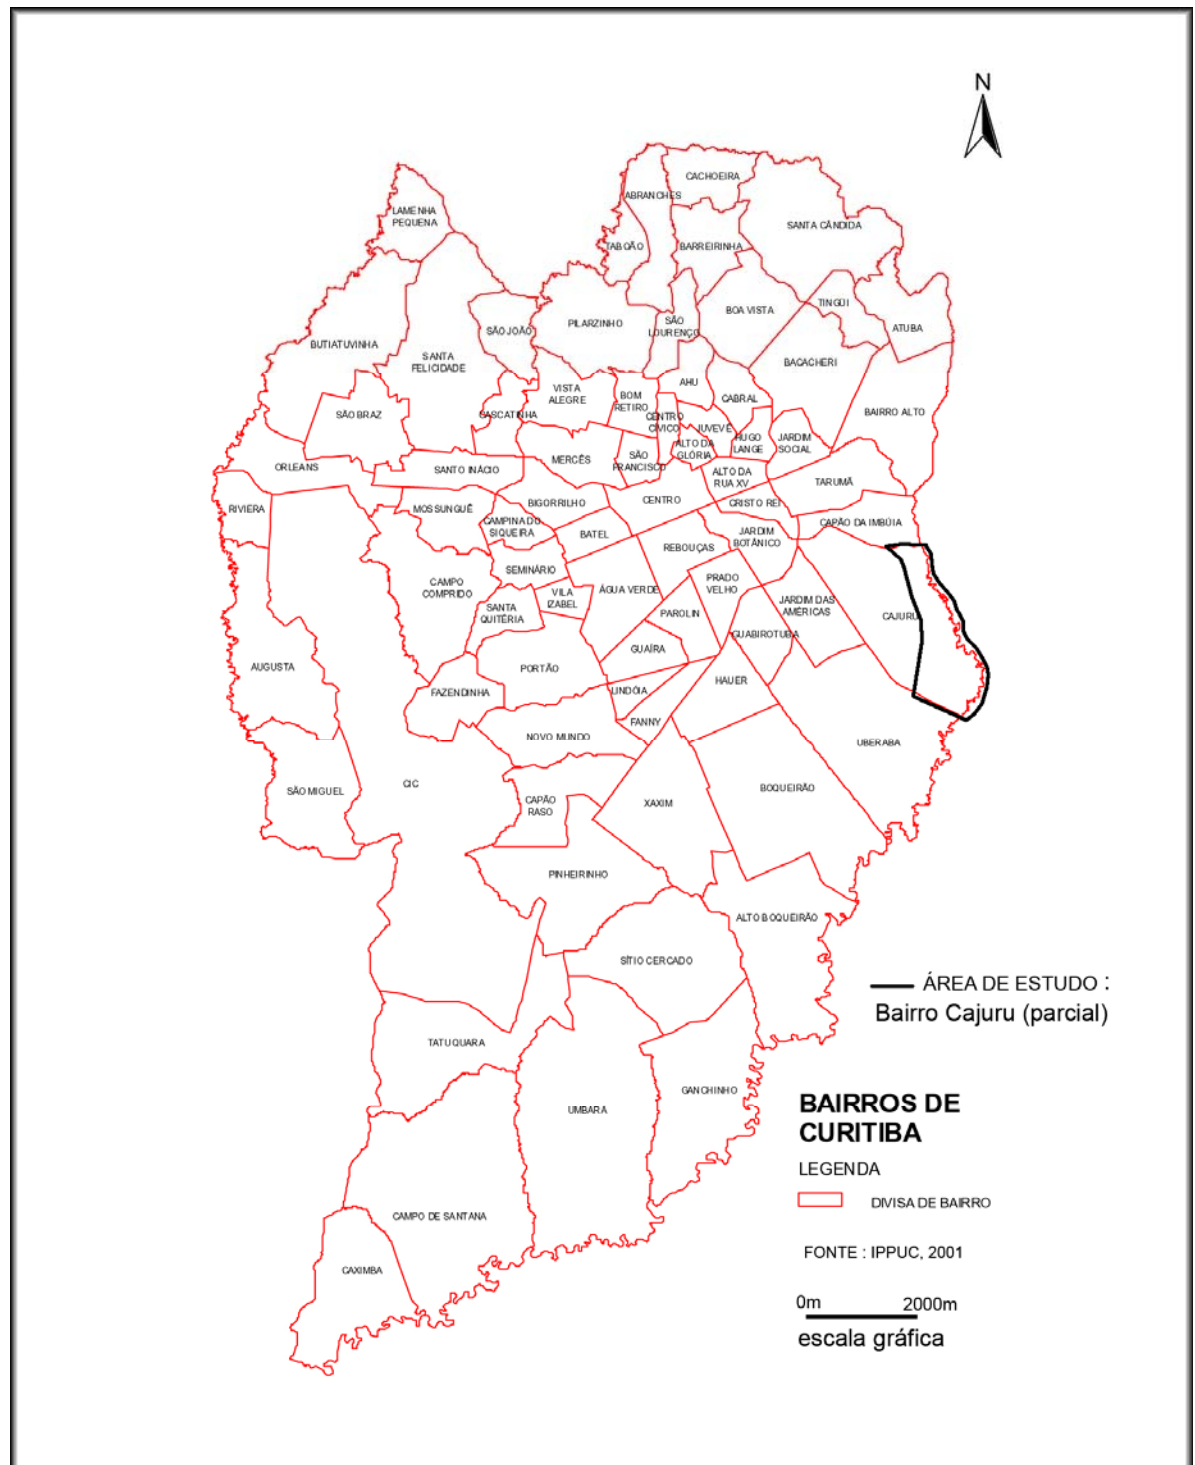 N
CACHOEIRA
ABRANCHES
LAMENHA
PEQUENA
SANTA CÂNDIDA
TABOÃO
BARREIRINHA
TINGUI
BOA VISTA
PILARZINHO
SÃO
LOURENÇO
SÃO JOÃO
ATUBA
BUTIATUVINHA
SANTA
FELICIDADE
BACACHERI
AHU
VISTA
ALEGRE
BOM
RETIRO
CABRAL
SÃO BRAZ
CASCATINHA
CENTRO
CIVICO
BAIRRO ALTO
JUVEVÊ
HUGO
LANGE
JARDIM
SOCIAL
ALTO DA
GLÓRIA
ORLEANS
SANTO INÁCIO
MERCÊS
SÃO
FRANCISCO
ALTO DA
RUA XV
TARUMÃ
RIVIERA
MOSSUNGUÊ
BIGORRILHO
CENTRO
CRISTO REI
CAMPINA DO
SIQUEIRA
BATEL
JARDIM
BOTÂNICO
CAPÃO DA IMBÚIA
REBOUÇAS
SEMINÁRIO
CAMPO
COMPRIDO
VILA
IZABEL
ÁGUA VERDE
PRADO
VELHO
SANTA
QUITÉRIA
PAROLIN
JARDIM DAS
AMÉRICAS
CAJURU
GUABIROTUBA
GUAÍRA
AUGUSTA
PORTÃO
HAUER
FAZENDINHA
LINDÓIA
FANNY
NOVO MUNDO
UBERABA
SÃO MIGUEL
CIC
CAPÃO
RASO
XAXIM
BOQUEIRÃO
PINHEIRINHO
ALTO BOQUEIRÃO
SÍTIO CERCADO
ÁREA DE ESTUDO :
Bairro Cajuru (parcial)
TATUQUARA
GANCHINHO
UMBARA
CAMPO DE SANTANA
CAXIMBA
BAIRROS DE
CURITIBA
LEGENDA
DIVISA DE BAIRRO
FONTE : IPPUC, 2001
0m 2000m
escala gráfica